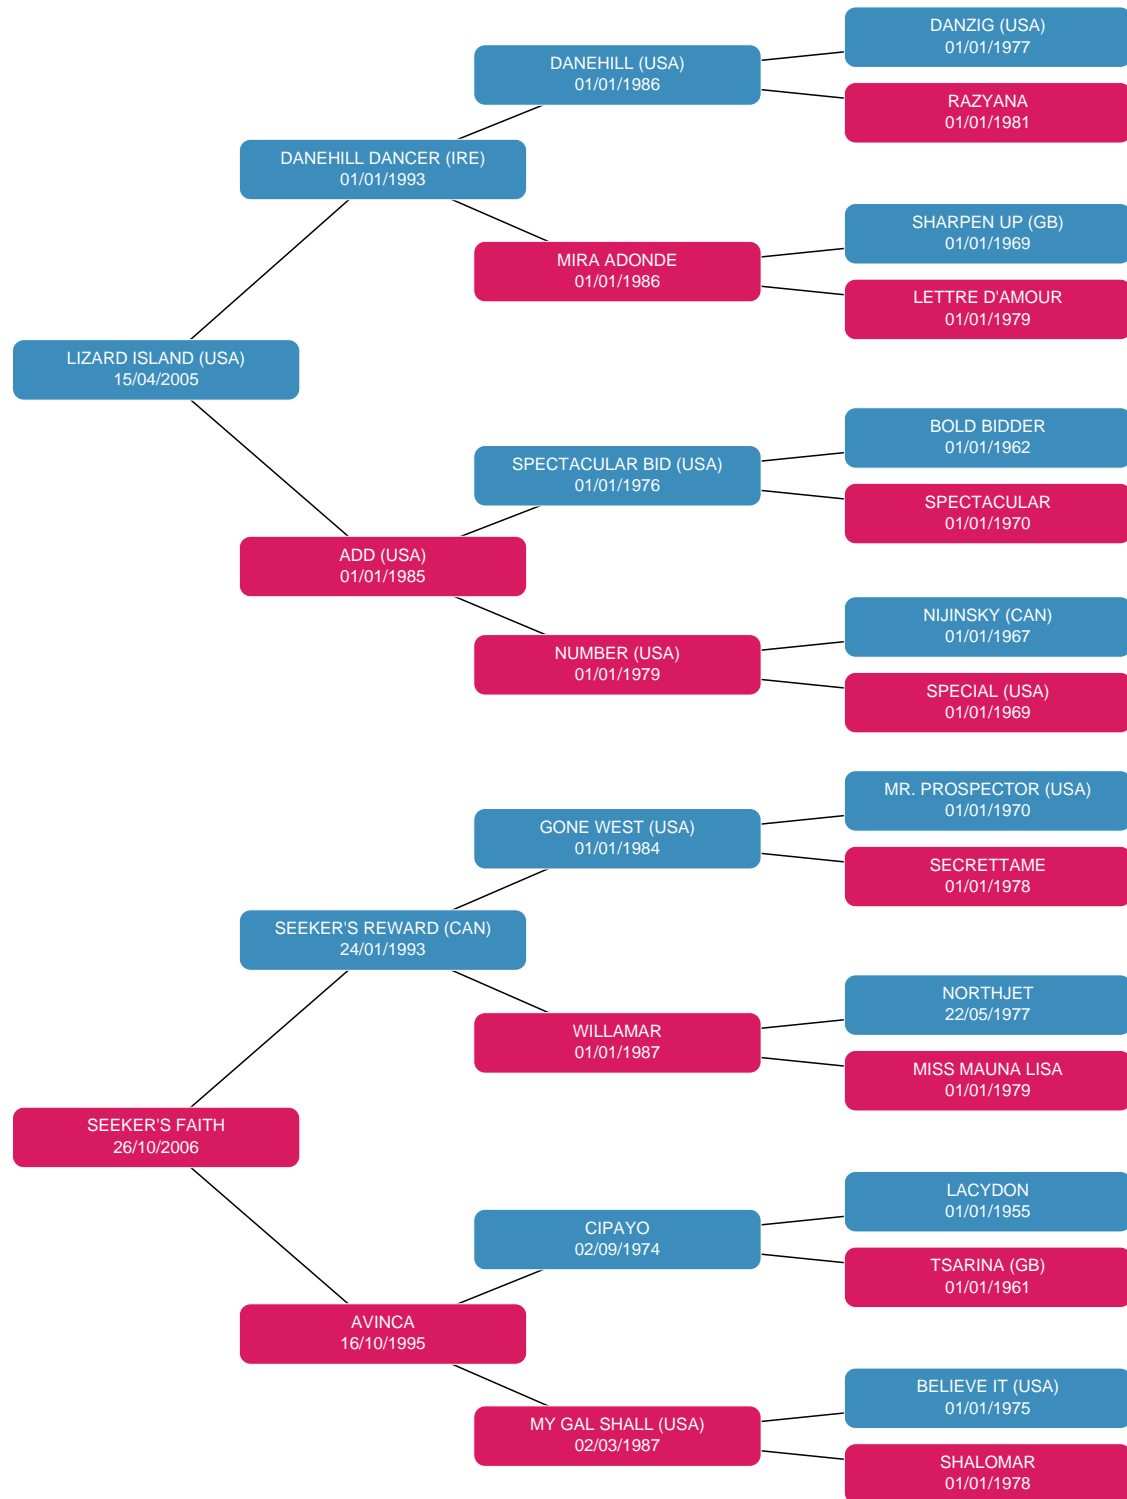 DANZIG (USA)
01/01/1977
DANEHILL (USA)
01/01/1986
RAZYANA
01/01/1981
DANEHILL DANCER (IRE)
01/01/1993
SHARPEN UP (GB)
01/01/1969
MIRA ADONDE
01/01/1986
LETTRE D'AMOUR
01/01/1979
LIZARD ISLAND (USA)
15/04/2005
BOLD BIDDER
01/01/1962
SPECTACULAR BID (USA)
01/01/1976
SPECTACULAR
01/01/1970
ADD (USA)
01/01/1985
NIJINSKY (CAN)
01/01/1967
NUMBER (USA)
01/01/1979
SPECIAL (USA)
01/01/1969
MR. PROSPECTOR (USA)
01/01/1970
GONE WEST (USA)
01/01/1984
SECRETTAME
01/01/1978
SEEKER'S REWARD (CAN)
24/01/1993
NORTHJET
22/05/1977
WILLAMAR
01/01/1987
MISS MAUNA LISA
01/01/1979
SEEKER'S FAITH
26/10/2006
LACYDON
01/01/1955
CIPAYO
02/09/1974
TSARINA (GB)
01/01/1961
AVINCA
16/10/1995
BELIEVE IT (USA)
01/01/1975
MY GAL SHALL (USA)
02/03/1987
SHALOMAR
01/01/1978